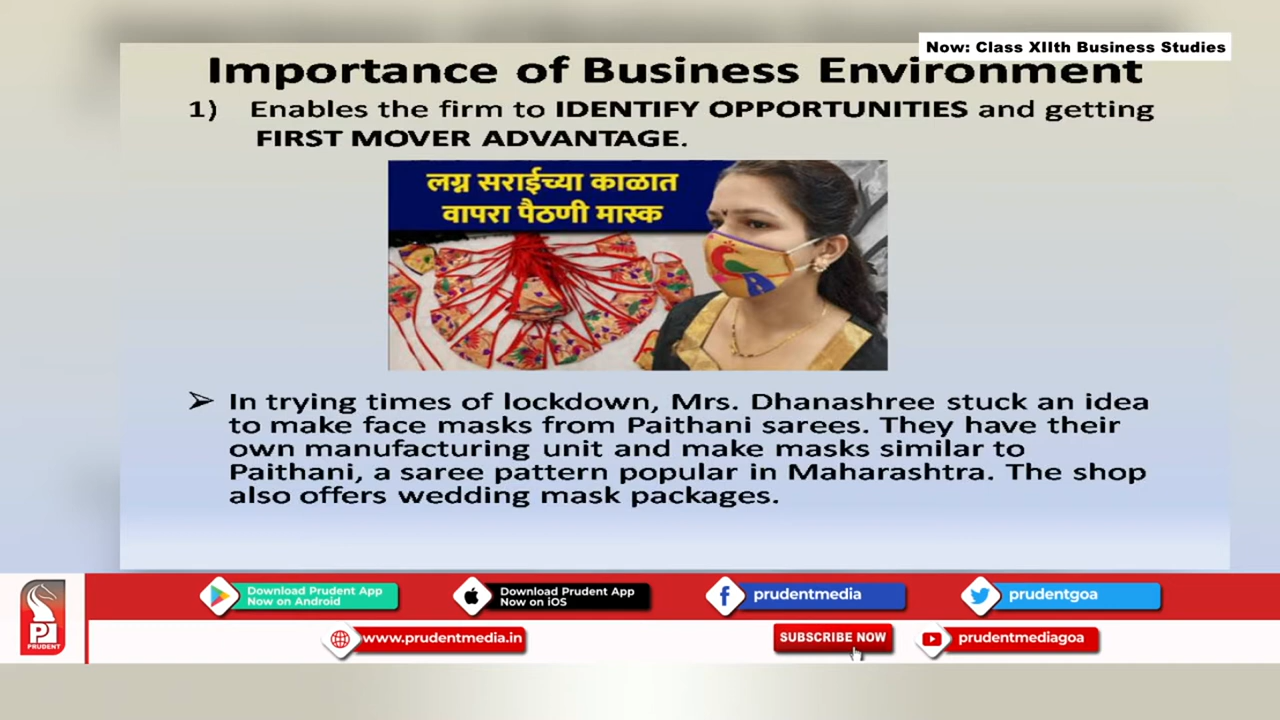 Now: Class XIIth Business Studies
Importance of Business Environment
1) Enables the firm to IDENTIFY OPPORTUNITIES and getting
FIRST MOVER ADVANTAGE.
लग्न सराईच्या काळात
वापरा पैठणी मास्क
➢ In trying times of lockdown, Mrs. Dhanashree stuck an idea
to make face masks from Paithani sarees. They have their
own manufacturing unit and make masks similar to
Paithani, a saree pattern popular in Maharashtra. The shop
also offers wedding mask packages.
PRUDENT
Download Prudent App
Now on Android
Download Prudent App
Now on iOS
prudentmedia
prudentgoa
www.prudentmedia.in
SUBSCRIBE NOW
prudentmediagoa